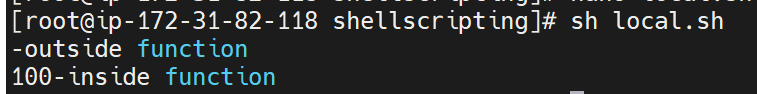 [root@ip-172-31-82-118 shellscripting]# sh local.sh
-outside function
100-inside function